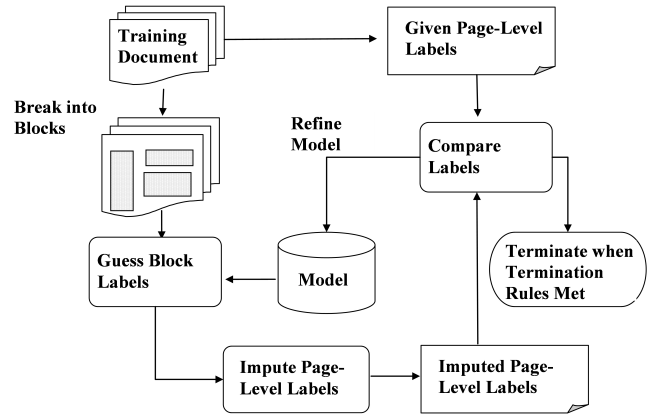 Training
Document
Given Page-Level
Labels
Break into
Blocks
Refine
Model
Compare
Labels
Guess Block
Labels
Model
Terminate when
Termination
Rules Met
Impute Page-
Level Labels
Imputed Page-
Level Labels